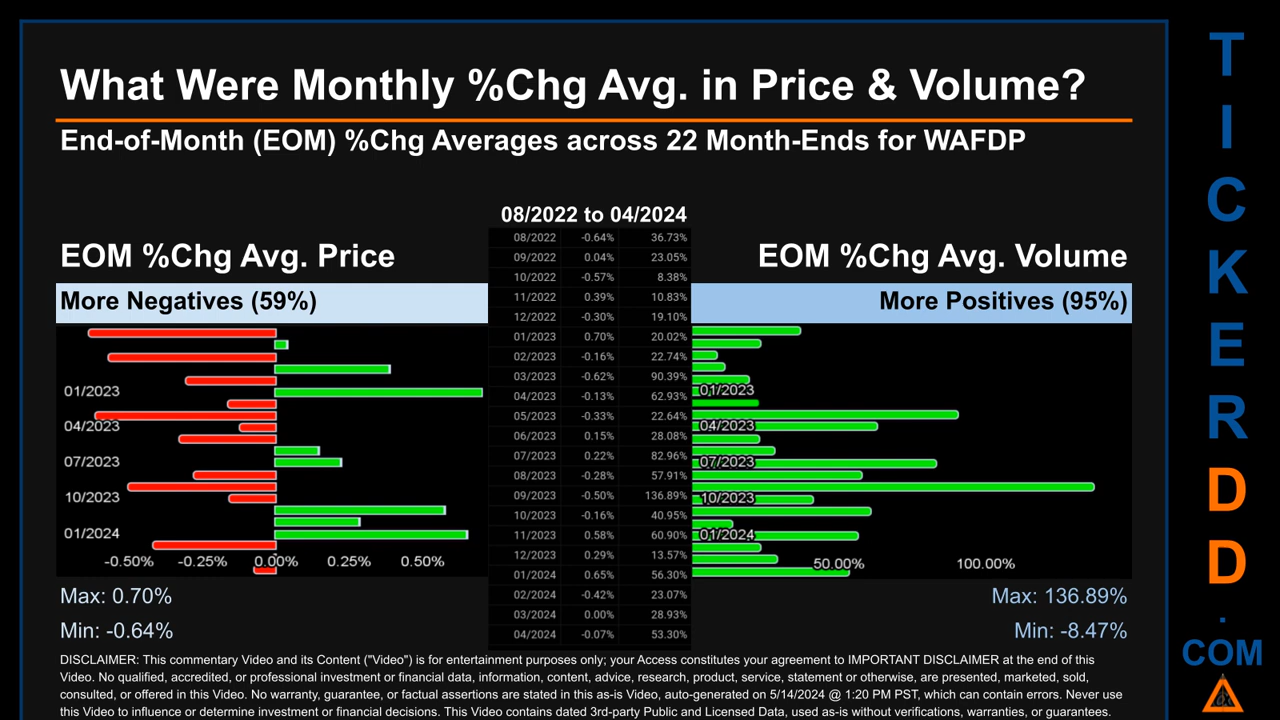 What Were Monthly %Chg Avg. in Price & Volume?
End-of-Month (EOM) %Chg Averages across 22 Month-Ends for WAFDP
08/2022 to 04/2024
EOM %Chg Avg. Price
EOM %Chg Avg. Volume
More Negatives (59%)
More Positives (95%)
08/2022 -0.64% 36.73%
09/2022 0.04% 23.05%
10/2022 -0.57% 8.38%
11/2022 0.39% 10.83%
12/2022 -0.30% 19.10%
01/2023 0.70% 20.02%
02/2023 -0.16% 22.74%
03/2023 -0.62% 90.39%
04/2023 -0.13% 62.93%
05/2023 -0.33% 22.64%
06/2023 0.15% 28.08%
07/2023 0.22% 82.96%
08/2023 -0.28% 57.91%
09/2023 -0.50% 136.89%
10/2023 -0.16% 40.95%
11/2023 0.58% 60.90%
12/2023 0.29% 13.57%
01/2024 0.65% 56.30%
02/2024 -0.42% 23.07%
03/2024 0.00% 28.93%
04/2024 -0.07% 53.30%
01/2023
04/2023
07/2023
10/2023
01/2024
-0.50% -0.25% 0.00% 0.25% 0.50%
01/2023
04/2023
07/2023
10/2023
01/2024
50.00% 100.00%
Max: 0.70%
Min: -0.64%
Max: 136.89%
Min: -8.47%
DISCLAIMER: This commentary Video and its Content ("Video") is for entertainment purposes only; your Access constitutes your agreement to IMPORTANT DISCLAIMER at the end of this
Video. No qualified, accredited, or professional investment or financial data, information, content, advice, research, product, service, statement or otherwise, are presented, marketed, sold,
consulted, or offered in this Video. No warranty, guarantee, or factual assertions are stated in this as-is Video, auto-generated on 5/14/2024 @ 1:20 PM PST, which can contain errors. Never use
this Video to influence or determine investment or financial decisions. This Video contains dated 3rd-party Public and Licensed Data, used as-is without verifications, warranties, or guarantees.
T
I
C
K
E
R
D
D
.
COM